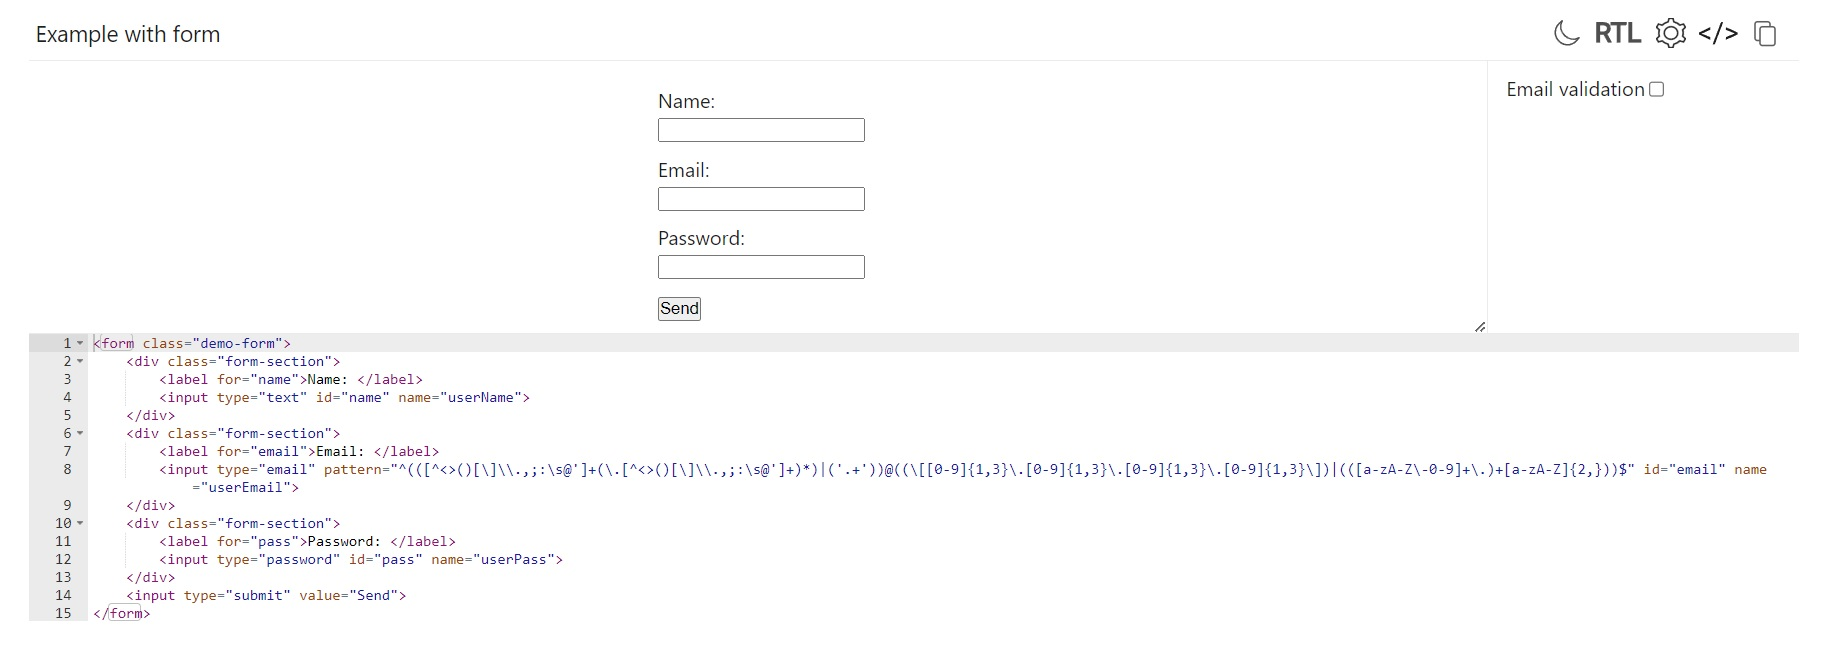 Example with form
RTL
</>
Email validation
Name:
Email:
Password:
Send
1 <form class="demo-form">
2 <div class="form-section">
3 <label for="name">Name: </label>
4 <input type="text" id="name" name="userName">
5 </div>
6 <div class="form-section">
7 <label for="email">Email: </label>
8 <input type="email" pattern="^(([^<>()[\]\\.,;:\s@']+(\.[^<>()[\]\\.,;:\s@']+)*)|('.+'))@((\[[0-9]{1,3}\.[0-9]{1,3}\.[0-9]{1,3}\.[0-9]{1,3}\])|(([a-zA-Z\-0-9]+\.)+[a-zA-Z]{2,}))$" id="email" name
="userEmail">
9 </div>
10 <div class="form-section">
11 <label for="pass">Password: </label>
12 <input type="password" id="pass" name="userPass">
13 </div>
14 <input type="submit" value="Send">
15 </form>